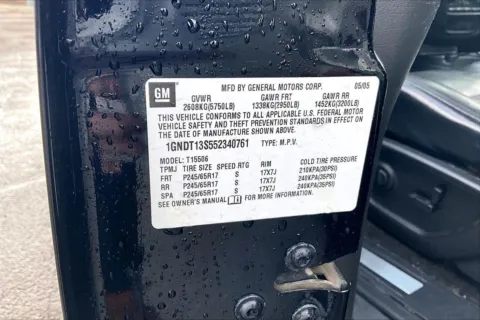 GM
MFD BY GENERAL MOTORS CORP. 05/05
GVWR GAWR FRT GAWR RR
2608KG(5750LB) 1338KG(2950LB) 1452KG(3200LB)
THIS VEHICLE CONFORMS TO ALL APPLICABLE U.S. FEDERAL
MOTOR VEHICLE SAFETY AND THEFT PREVENTION STANDARDS IN EFFECT ON
THE DATE OF MANUFACTURE SHOWN ABOVE.
1GNDT13S552340761 TYPE: M.P.V.
MODEL: T15506
TPMJ TIRE SIZE SPEED RTG RIM COLD TIRE PRESSURE
FRT P245/65R17 S 17X7J 210KPA(30PSI)
RR P245/65R17 S 17X7J 240KPA(35PSI)
SPA P245/65R17 S 17X7J 240KPA(35PSI)
SEE OWNER'S MANUAL FOR MORE INFORMATION.